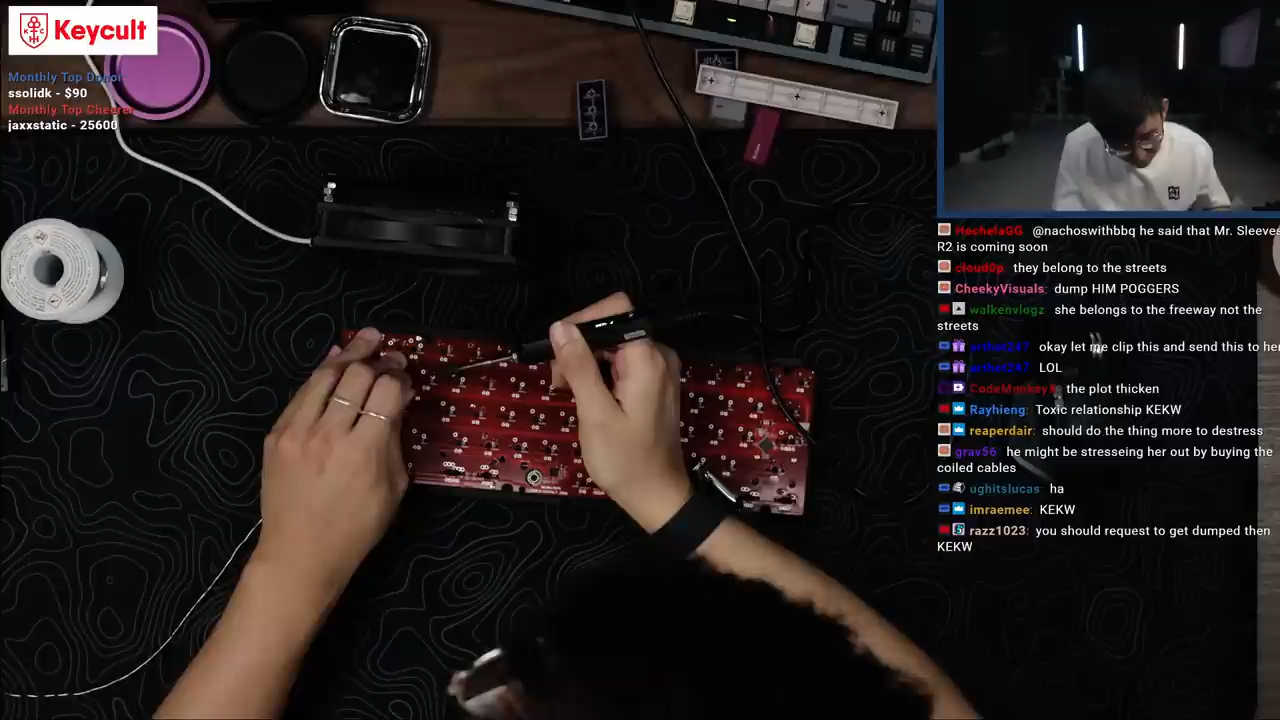 Keycult
Monthly Top Donor
ssolidk - $90
Monthly Top Cheerer
jaxxstatic - 25600
HochelaGG @nachoswithbbq he said that Mr. Sleeves
R2 is coming soon
cloud0p they belong to the streets
CheekyVisuals: dump HIM POGGERS
walkenvlogz she belongs to the freeway not the
streets
okay let me clip this and send this to her
LOL
the plot thicken
Rayhieng: Toxic relationship KEKW
reaperdair: should do the thing more to destress
grav56 he might be stresseing her out by buying the
coiled cables
ughitslucas ha
imraemee: KEKW
razz1023: you should request to get dumped then
KEKW